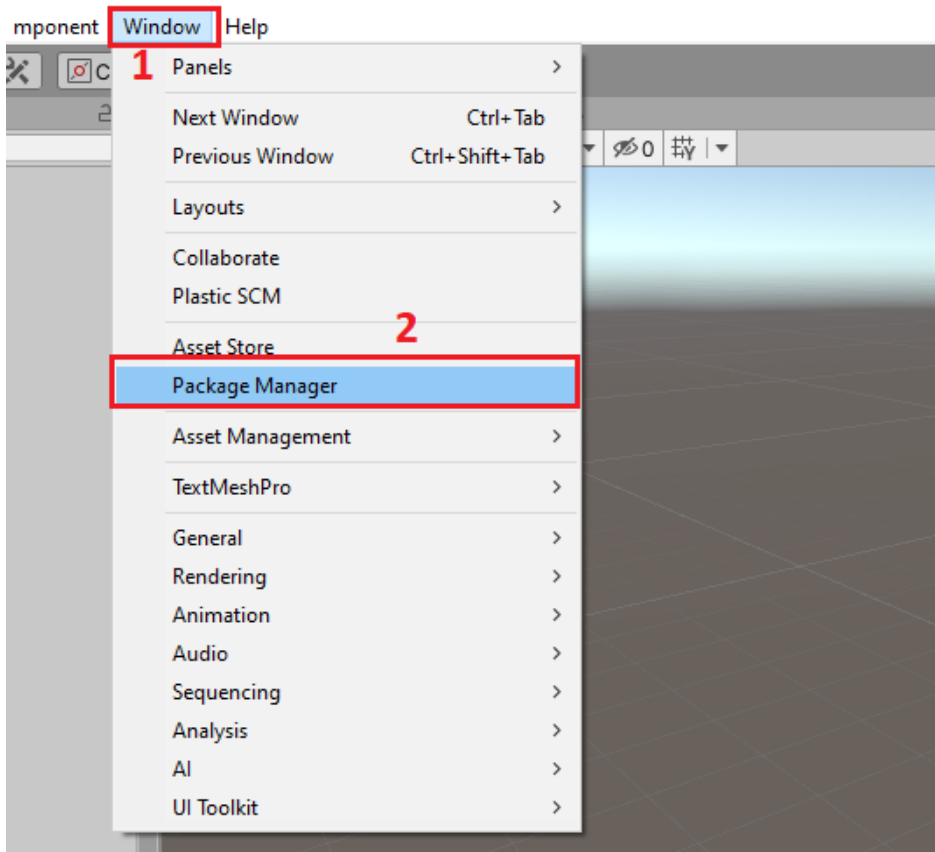 mponent Window Help
1
C
Panels
2
Next Window Ctrl+Tab
Previous Window Ctrl+Shift+Tab
0
Layouts
Collaborate
Plastic SCM
2
Asset Store
Package Manager
Asset Management
TextMeshPro
General
Rendering
Animation
Audio
Sequencing
Analysis
AI
UI Toolkit